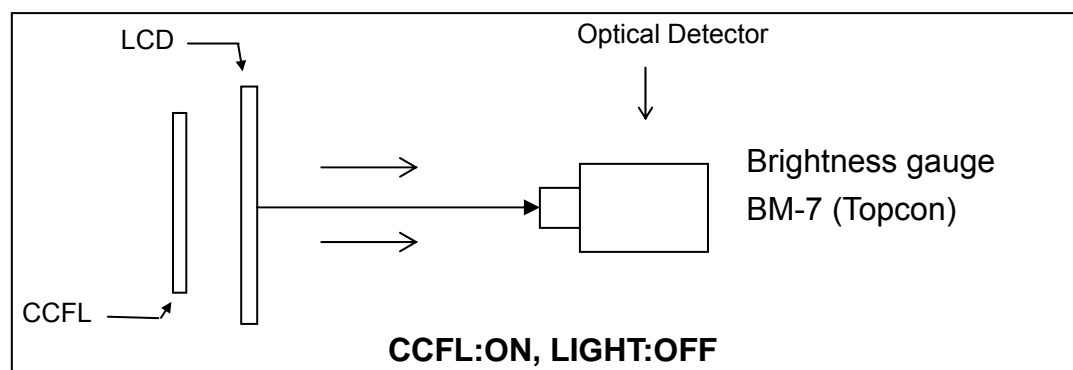 LCD
Optical Detector
Brightness gauge
BM-7 (Topcon)
CCFL
CCFL:ON, LIGHT:OFF